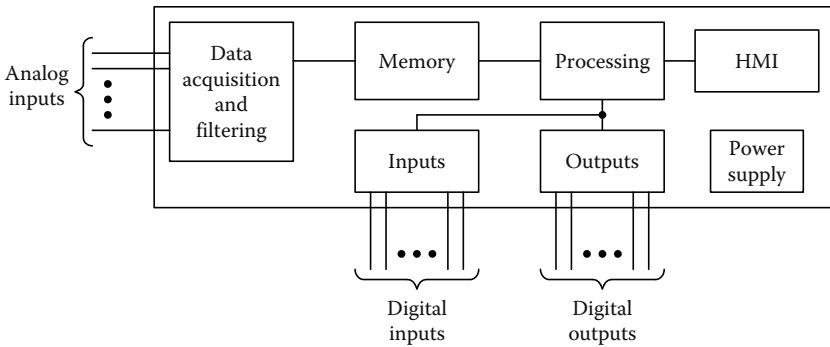 Analog
inputs
Data
acquisition
and
filtering
Memory
Processing
HMI
Inputs
Outputs
Power
supply
Digital
inputs
Digital
outputs